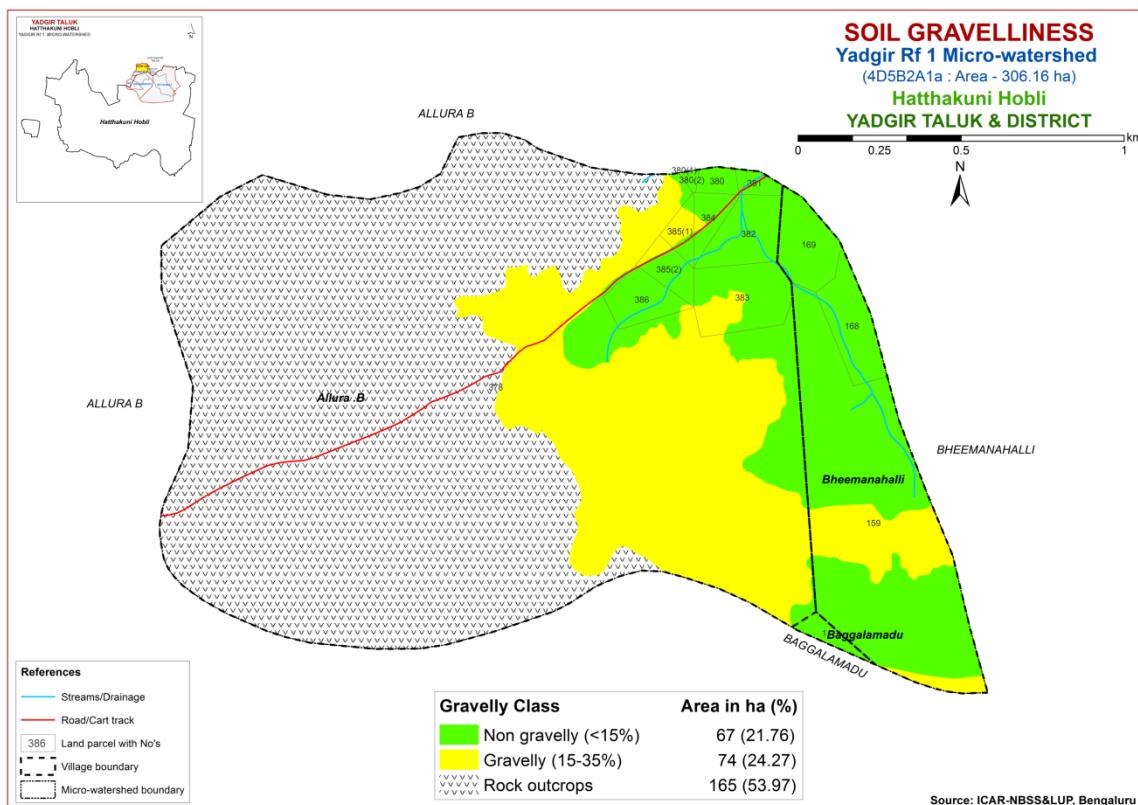 YADGIR TALUK
HATTHAKUNI HOBLI
YADGIR Rf 1 MICRO-WATERSHED
N
Hatthakuni Hobli
SOIL GRAVELLINESS
Yadgir Rf 1 Micro-watershed
(4D5B2A1a : Area - 306.16 ha)
Hatthakuni Hobli
YADGIR TALUK & DISTRICT
km
0 0.25 0.5 1
N
ALLURA B
380(1)
380(2) 380 381
384
385(1) 382
169
385(2)
386 383
168
378
Allura .B
ALLURA B
BHEEMANAHALLI
Bheemanahalli
159
Baggalamadu
BAGGALAMADU
References
Streams/Drainage
Road/Cart track
386 Land parcel with No's
Village boundary
Micro-watershed boundary
Gravelly Class Area in ha (%)
Non gravelly (<15%) 67 (21.76)
Gravelly (15-35%) 74 (24.27)
Rock outcrops 165 (53.97)
Source: ICAR-NBSS&LUP, Bengaluru